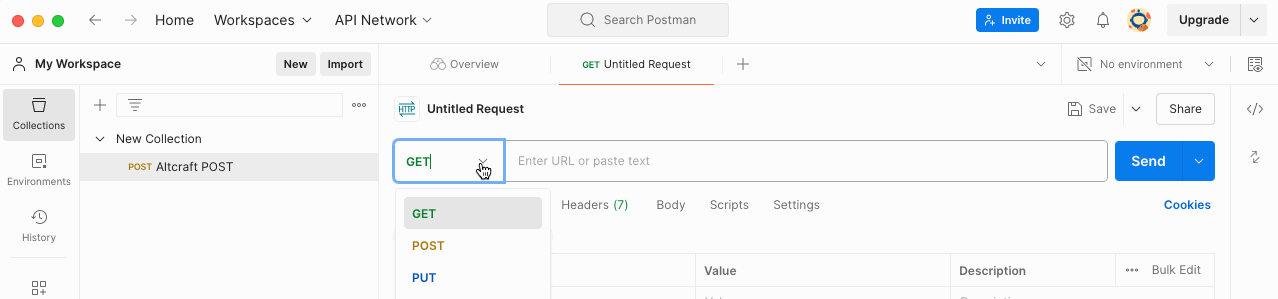 Home Workspaces API Network Search Postman Invite Upgrade
My Workspace New Import Overview GET Untitled Request No environment
HTTP Untitled Request Save Share
Collections
New Collection
POST Altcraft POST
GET Enter URL or paste text Send
Environments
Headers (7) Body Scripts Settings Cookies
GET
History
POST
Value Description Bulk Edit
PUT